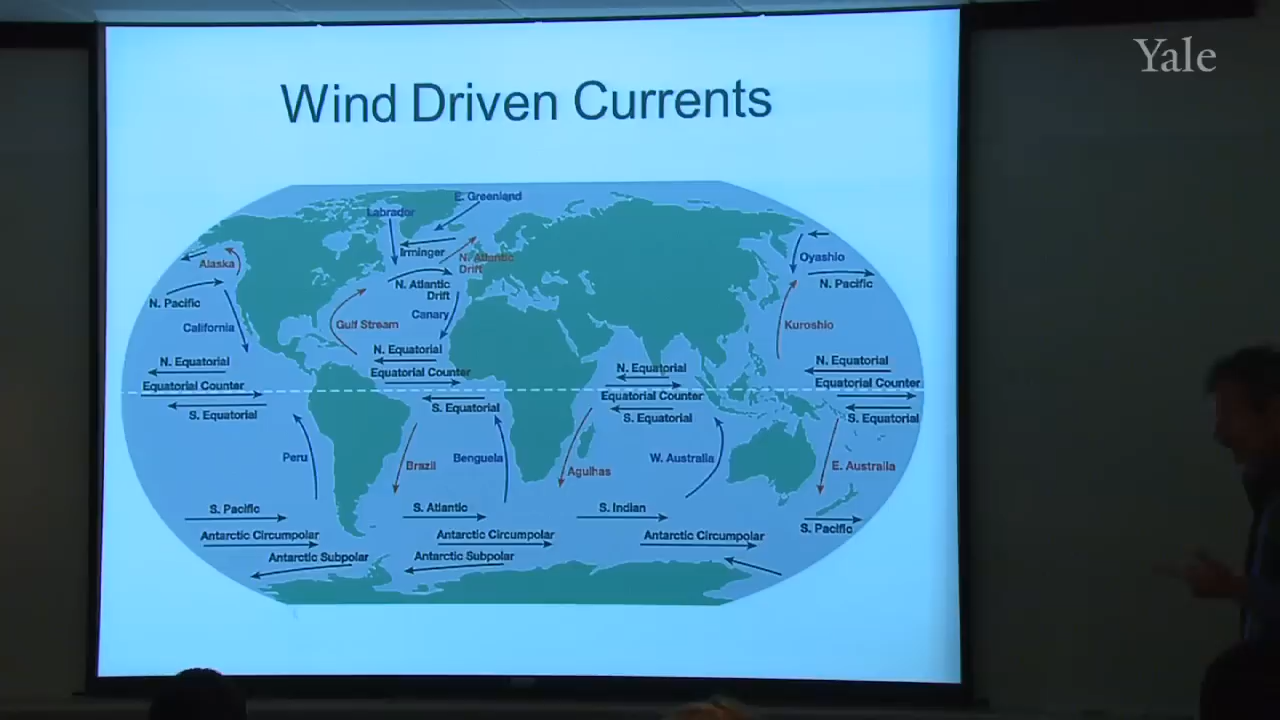 Yale
Wind Driven Currents
E. Greenland
Labrador
Irminger
N. Atlantic
Drift
Alaska
Oyashio
N. Pacific
N. Atlantic
Drift
N. Pacific
California
Canary
Gulf Stream
Kuroshio
N. Equatorial
N. Equatorial
N. Equatorial
N. Equatorial
Equatorial Counter
Equatorial Counter
Equatorial Counter
Equatorial Counter
S. Equatorial
S. Equatorial
S. Equatorial
S. Equatorial
Peru
Brazil
Benguela
Agulhas
W. Australia
E. Australia
S. Pacific
S. Atlantic
S. Indian
S. Pacific
Antarctic Circumpolar
Antarctic Circumpolar
Antarctic Circumpolar
Antarctic Subpolar
Antarctic Subpolar